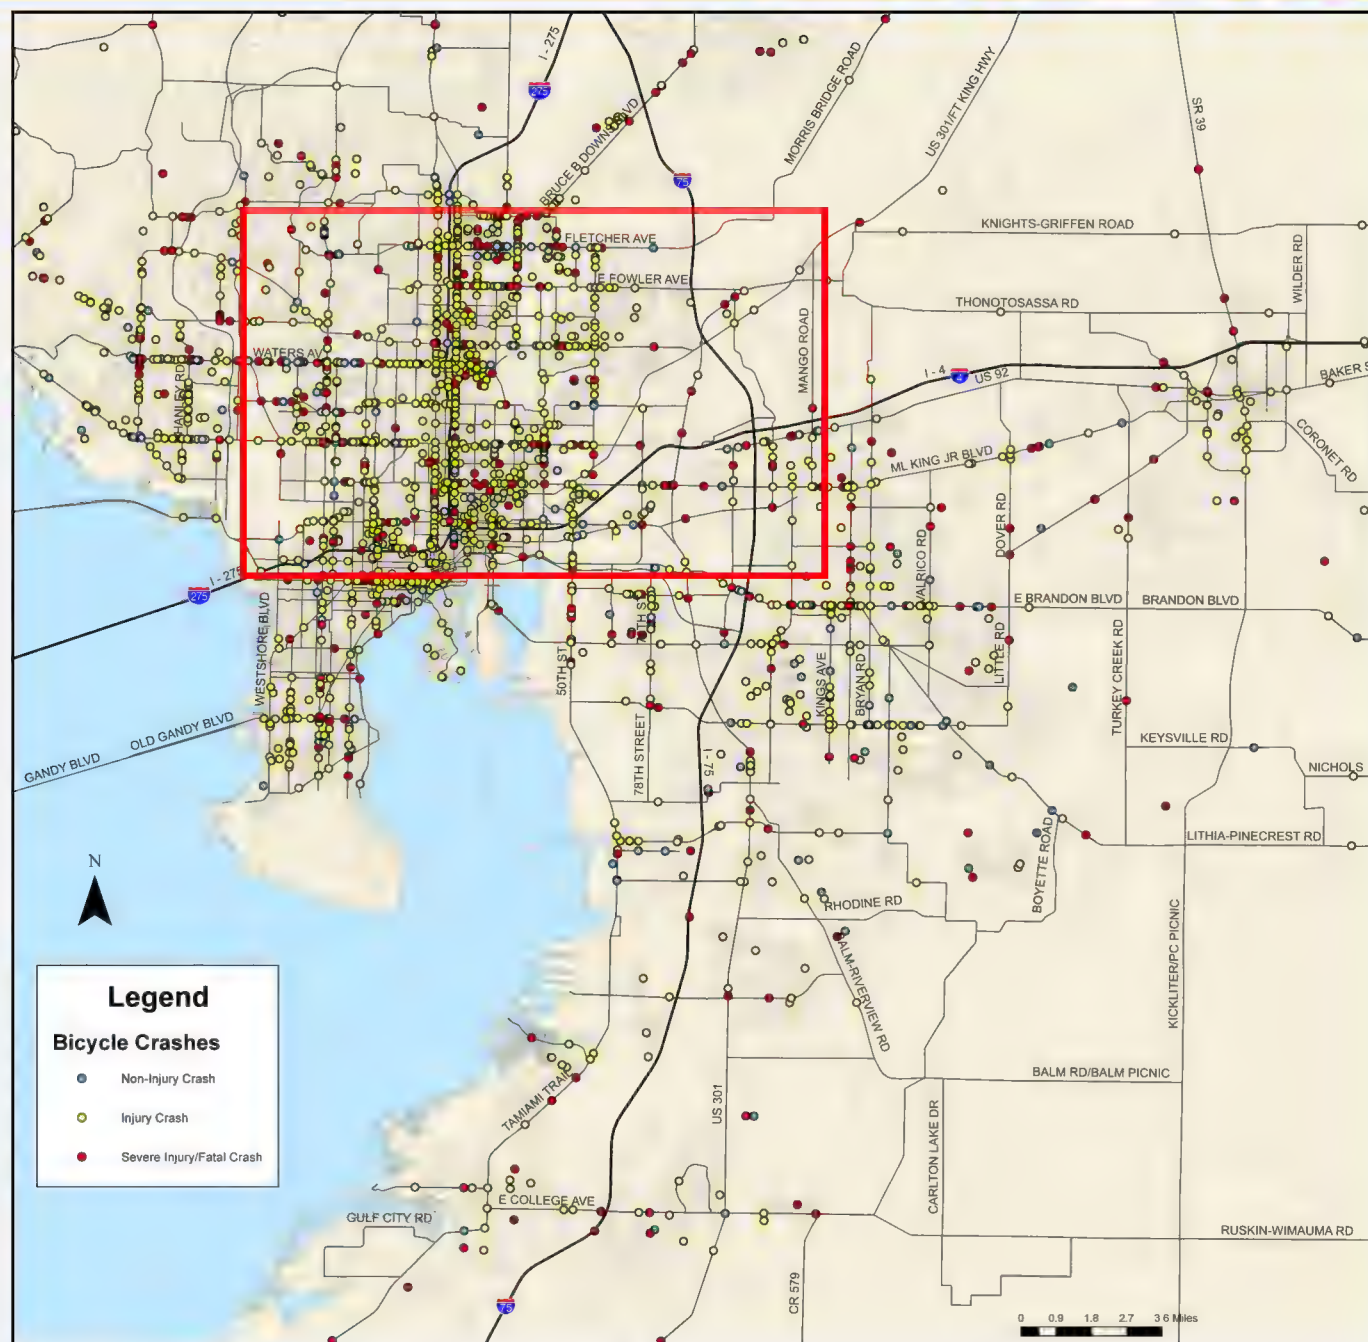 I - 275
275
BRUCE B DOWNS BLVD
75
MORRIS BRIDGE ROAD
US 301/FT KING HWY
SR 39
KNIGHTS-GRIFFEN ROAD
FLETCHER AVE
E FOWLER AVE
WILDER RD
THONOTOSASSA RD
WATERS AV
HANLEY RD
MANGO ROAD
I - 4
4
US 92
BAKER S
CORONET RD
ML KING JR BLVD
DOVER RD
VALRICO RD
I - 275
275
WESTSHORE BLVD
E BRANDON BLVD
BRANDON BLVD
50TH ST
78TH STREET
KINGS AVE
BRYAN RD
LITTLE RD
TURKEY CREEK RD
OLD GANDY BLVD
GANDY BLVD
I - 75
KEYSVILLE RD
NICHOLS
LITHIA-PINECREST RD
BOYETTE ROAD
RHODINE RD
N
BALM-RIVERVIEW RD
KICKLITER/PC PICNIC
Legend
Bicycle Crashes
Non-Injury Crash
Injury Crash
Severe Injury/Fatal Crash
TAMIAMI TRAIL
US 301
BALM RD/BALM PICNIC
CARLTON LAKE DR
E COLLEGE AVE
GULF CITY RD
RUSKIN-WIMAUMA RD
CR 579
75
0 0.9 1.8 2.7 3.6 Miles